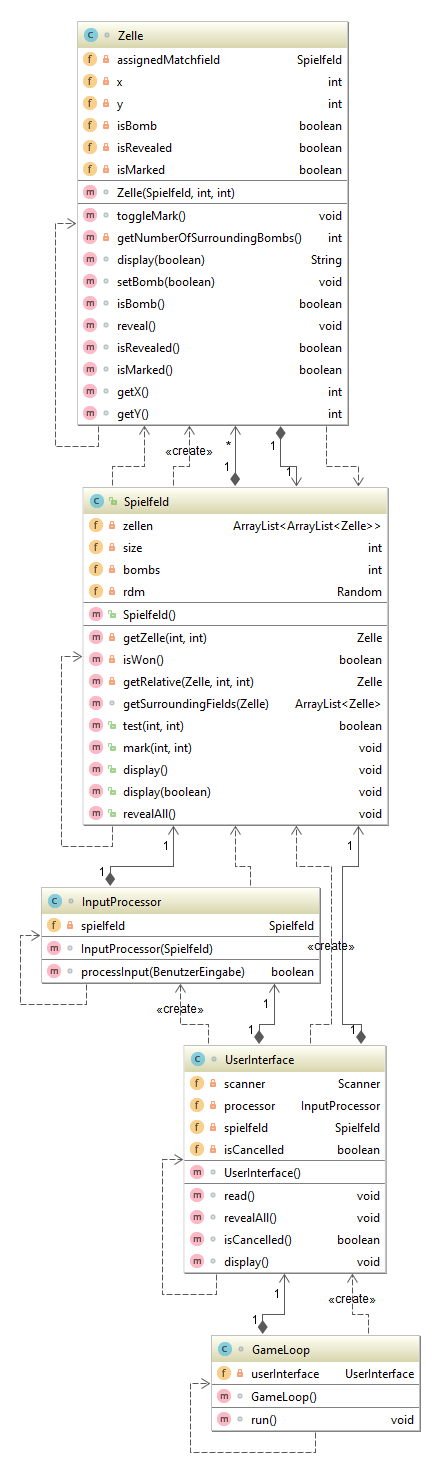 Zelle
assignedMatchfield Spielfeld
x int
y int
isBomb boolean
isRevealed boolean
isMarked boolean
Zelle(Spielfeld, int, int)
toggleMark() void
getNumberOfSurroundingBombs() int
display(boolean) String
setBomb(boolean) void
isBomb() boolean
reveal() void
isRevealed() boolean
isMarked() boolean
getX() int
getY() int
«create» * 1
1 1
Spielfeld
zellen ArrayList<ArrayList<Zelle>>
size int
bombs int
rdm Random
Spielfeld()
getZelle(int, int) Zelle
isWon() boolean
getRelative(Zelle, int, int) Zelle
getSurroundingFields(Zelle) ArrayList<Zelle>
test(int, int) boolean
mark(int, int) void
display() void
display(boolean) void
revealAll() void
1 1
1
InputProcessor
spielfeld Spielfeld
InputProcessor(Spielfeld)
«create»
processInput(BenutzerEingabe) boolean
«create» 1
1 1
UserInterface
scanner Scanner
processor InputProcessor
spielfeld Spielfeld
isCancelled boolean
UserInterface()
read() void
revealAll() void
isCancelled() boolean
display() void
1 «create»
1
GameLoop
userInterface UserInterface
GameLoop()
run() void